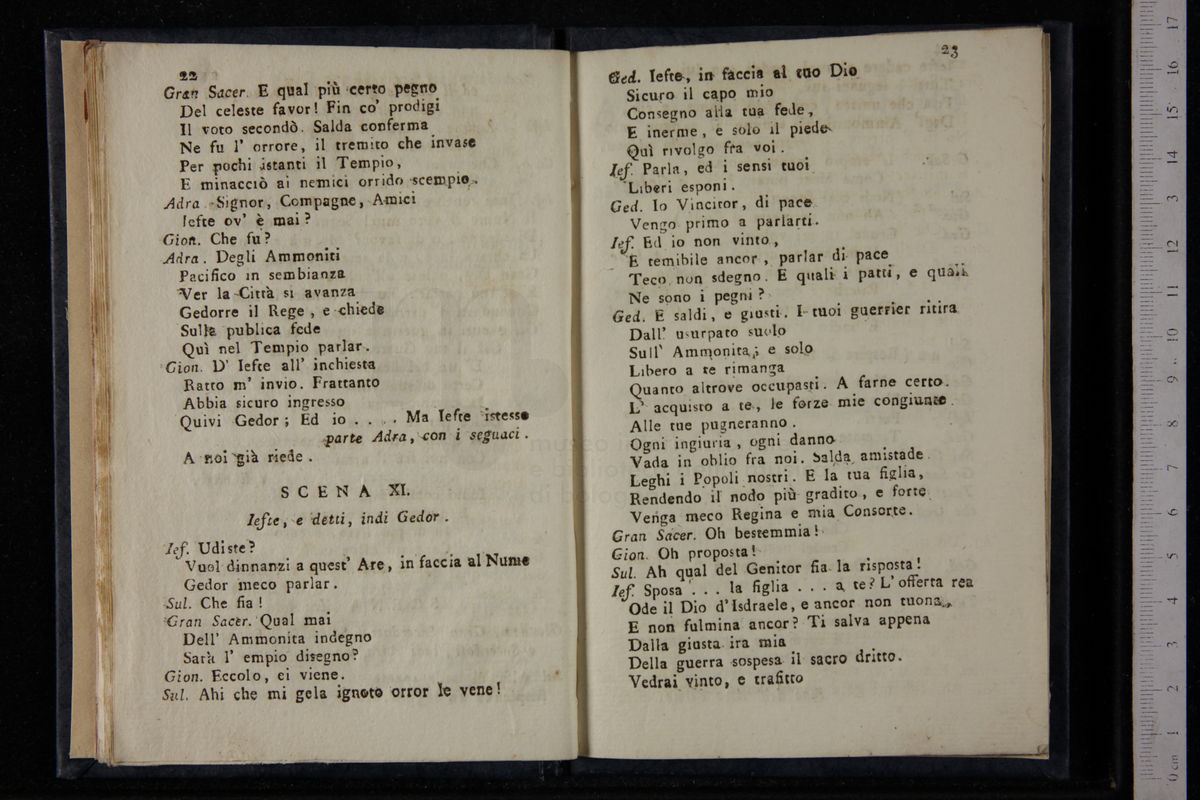 22
Gran Sacer. E qual più certo pegno
Del celeste favor! Fin co' prodigi
Il voto secondò. Salda conferma
Ne fu l' orrore, il tremito che invase
Per pochi istanti il Tempio,
E minacciò ai nemici orrido scempio.
Adra. Signor, Compagne, Amici
Iefte ov' è mai?
Gion. Che fu?
Adra. Degli Ammoniti
Pacifico in sembianza
Ver la Città si avanza
Gedorre il Rege, e chiede
Sulla publica fede
Quì nel Tempio parlar.
Gion. D' Iefte all' inchiesta
Ratto m' invio. Frattanto
Abbia sicuro ingresso
Quivi Gedor; Ed io . . . . Ma Iefte istesso
parte Adra, con i seguaci.
A noi già riede.
SCENA XI.
Iefte, e detti, indi Gedor.
Ief. Udiste?
Vuol dinnanzi a quest' Are, in faccia al Nume
Gedor meco parlar.
Sul. Che fia!
Gran Sacer. Qual mai
Dell' Ammonita indegno
Sarà l' empio disegno?
Gion. Eccolo, ei viene.
Sul. Ahi che mi gela ignoto orror le vene!
23
Ged. Iefte, in faccia al tuo Dio
Sicuro il capo mio
Consegno alla tua fede,
E inerme, e solo il piede
Quì rivolgo fra voi.
Ief. Parla, ed i sensi tuoi
Liberi esponi.
Ged. Io Vincitor, di pace
Vengo primo a parlarti.
Ief. Ed io non vinto,
E temibile ancor, parlar di pace
Teco non sdegno. E quali i patti, e quali
Ne sono i pegni?
Ged. E saldi, e giusti. I tuoi guerrier ritira
Dall' usurpato suolo
Sull' Ammonita; e solo
Libero a te rimanga
Quanto altrove occupasti. A farne certo
L' acquisto a te, le forze mie congiunte
Alle tue pugneranno.
Ogni ingiuria, ogni danno
Vada in oblio fra noi. Salda amistade
Leghi i Popoli nostri. E la tua figlia,
Rendendo il nodo più gradito, e forte
Venga meco Regina e mia Consorte.
Gran Sacer. Oh bestemmia!
Gion. Oh proposta!
Sul. Ah qual del Genitor fia la risposta!
Ief. Sposa . . . la figlia . . . a te? L' offerta rea
Ode il Dio d'Isdraele, e ancor non tuona,
E non fulmina ancor? Ti salva appena
Dalla giusta ira mia
Della guerra sospesa il sacro dritto.
Vedrai vinto, e trafitto